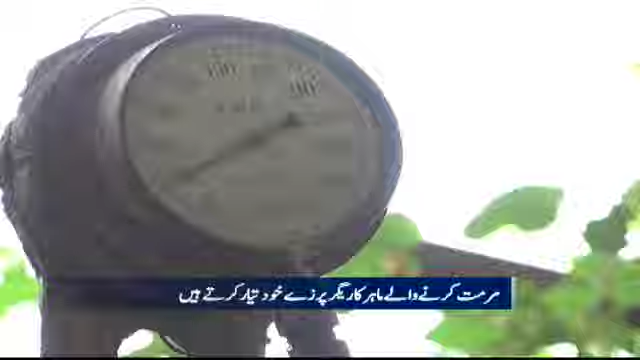 مرمت کرنے والے ماہر کاریگر پرزے خود تیار کرتے ہیں